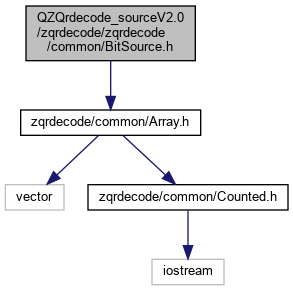 QZQrdecode_sourceV2.0
/zqrdecode/zqrdecode
/common/BitSource.h
zqrdecode/common/Array.h
vector
zqrdecode/common/Counted.h
iostream